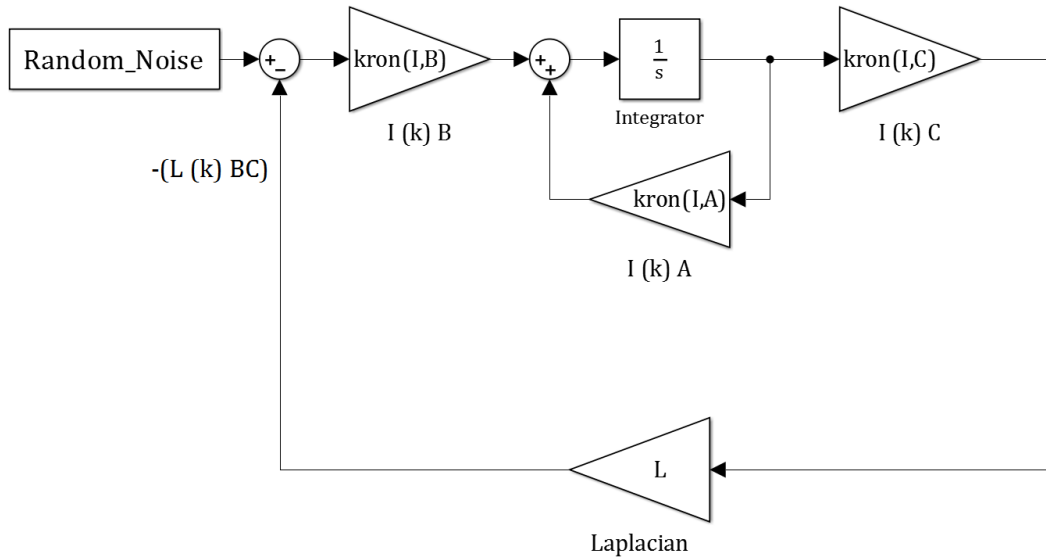 Random_Noise
+
−
kron(I,B)
I (k) B
+
+
1
s
Integrator
kron(I,C)
I (k) C
-(L (k) BC)
kron(I,A)
I (k) A
L
Laplacian